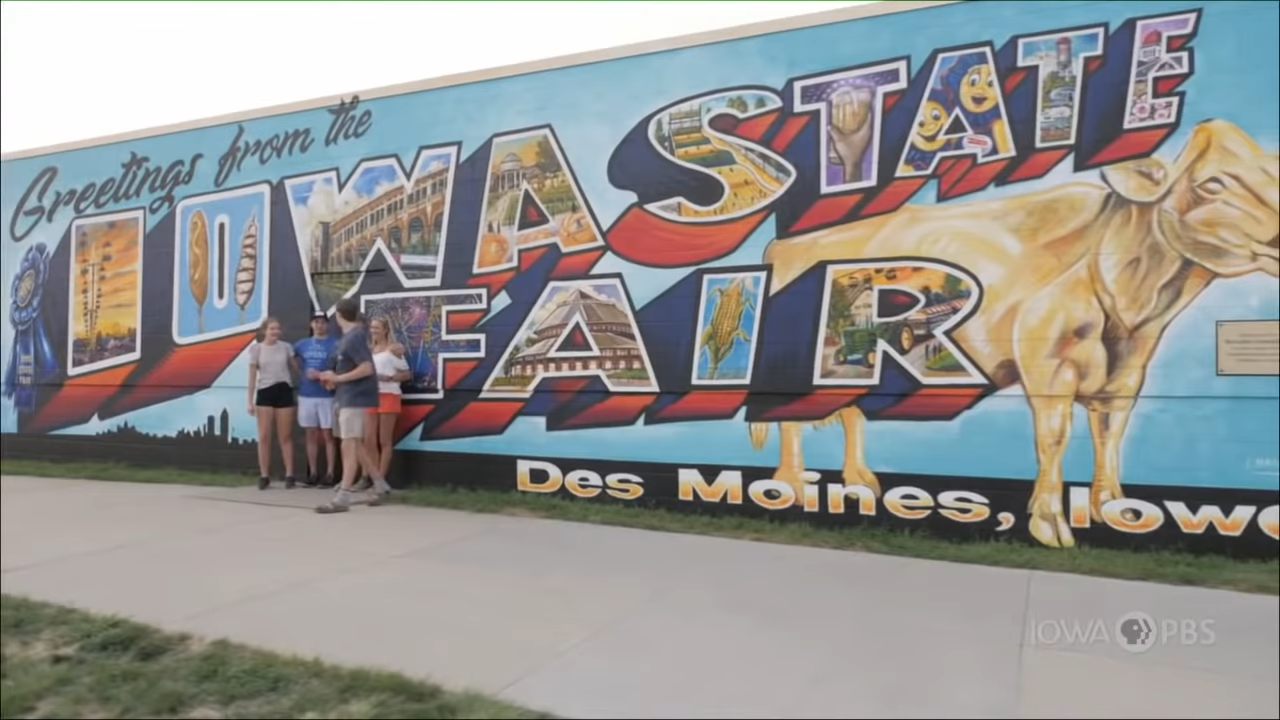 Greetings from the
IOWA STATE
FAIR
Des Moines, Iowa
IOWA PBS